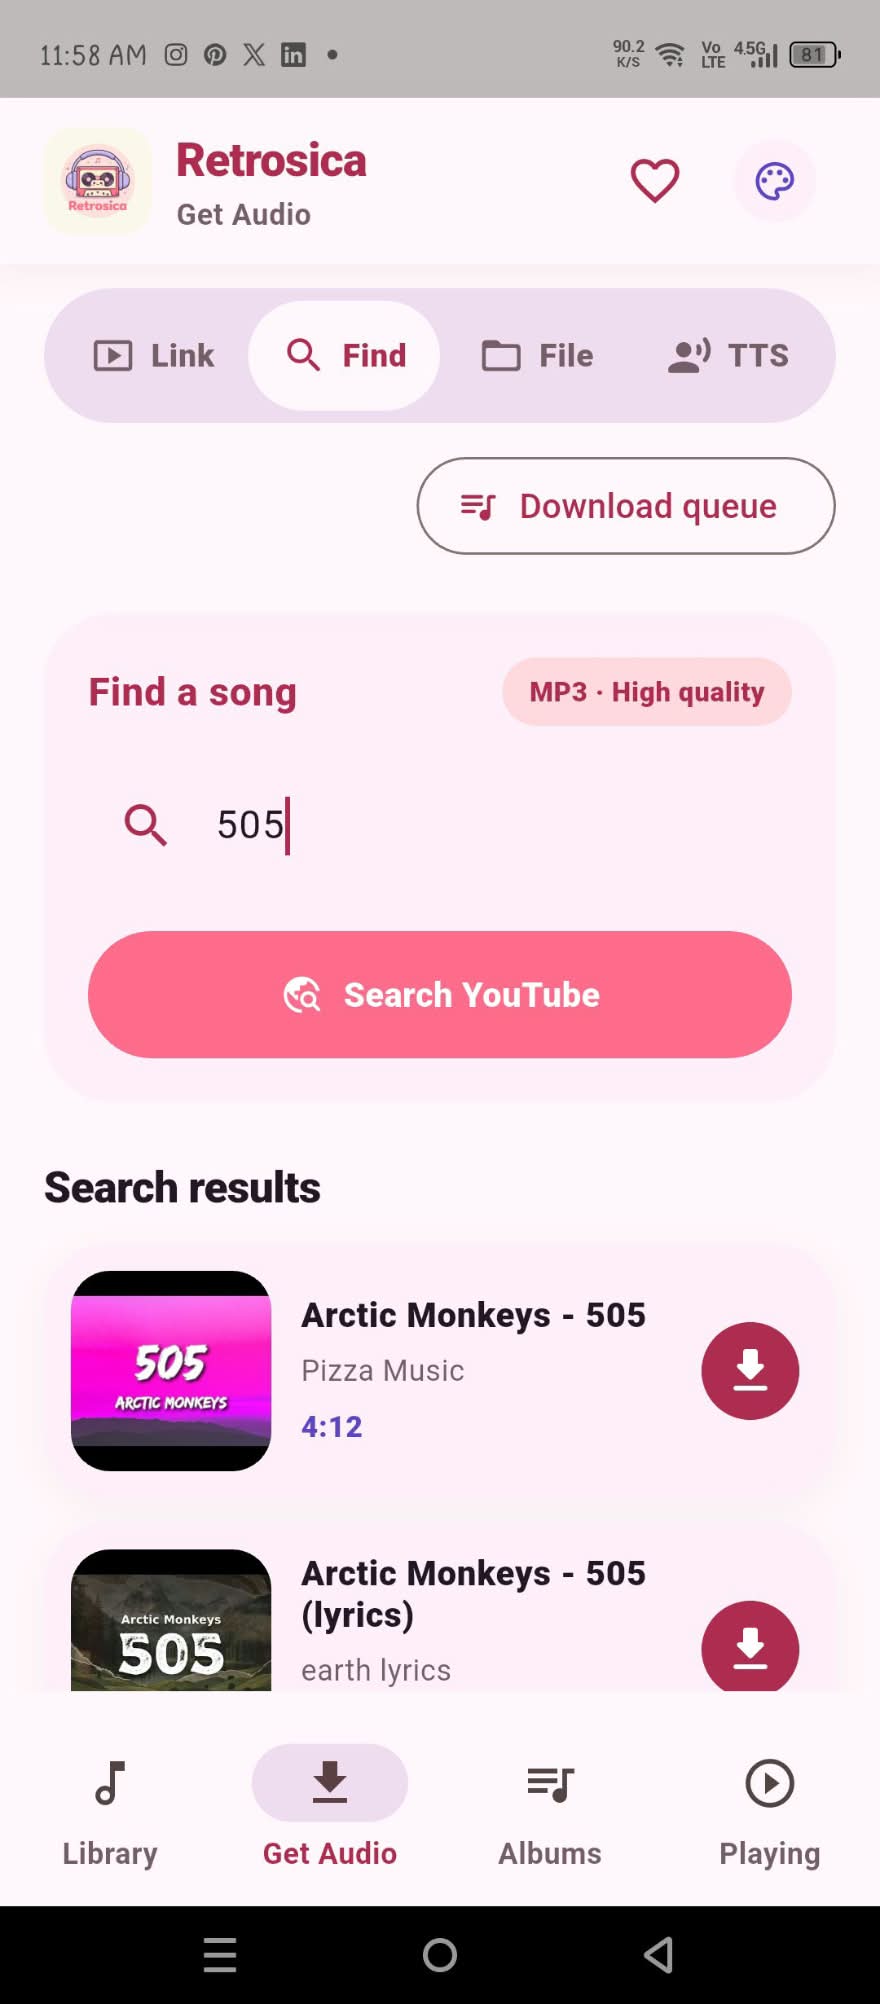 11:58 AM
90.2 K/S
Vo LTE
4.5G
81
Retrosica
Retrosica
Get Audio
Link
Find
File
TTS
Download queue
Find a song
MP3 · High quality
505
Search YouTube
Search results
505
ARCTIC MONKEYS
Arctic Monkeys - 505
Pizza Music
4:12
Arctic Monkeys
505
Arctic Monkeys - 505
(lyrics)
earth lyrics
Library
Get Audio
Albums
Playing